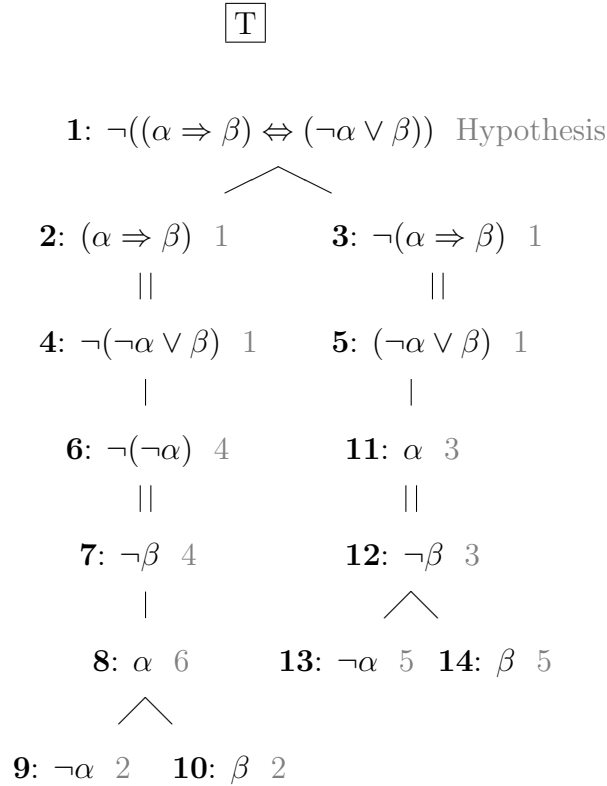 T
1: ¬((α ⇒ β) ⇔ (¬α ∨ β)) Hypothesis
2: (α ⇒ β) 1 3: ¬(α ⇒ β) 1
4: ¬(¬α ∨ β) 1 5: (¬α ∨ β) 1
6: ¬(¬α) 4 11: α 3
7: ¬β 4 12: ¬β 3
8: α 6 13: ¬α 5 14: β 5
9: ¬α 2 10: β 2